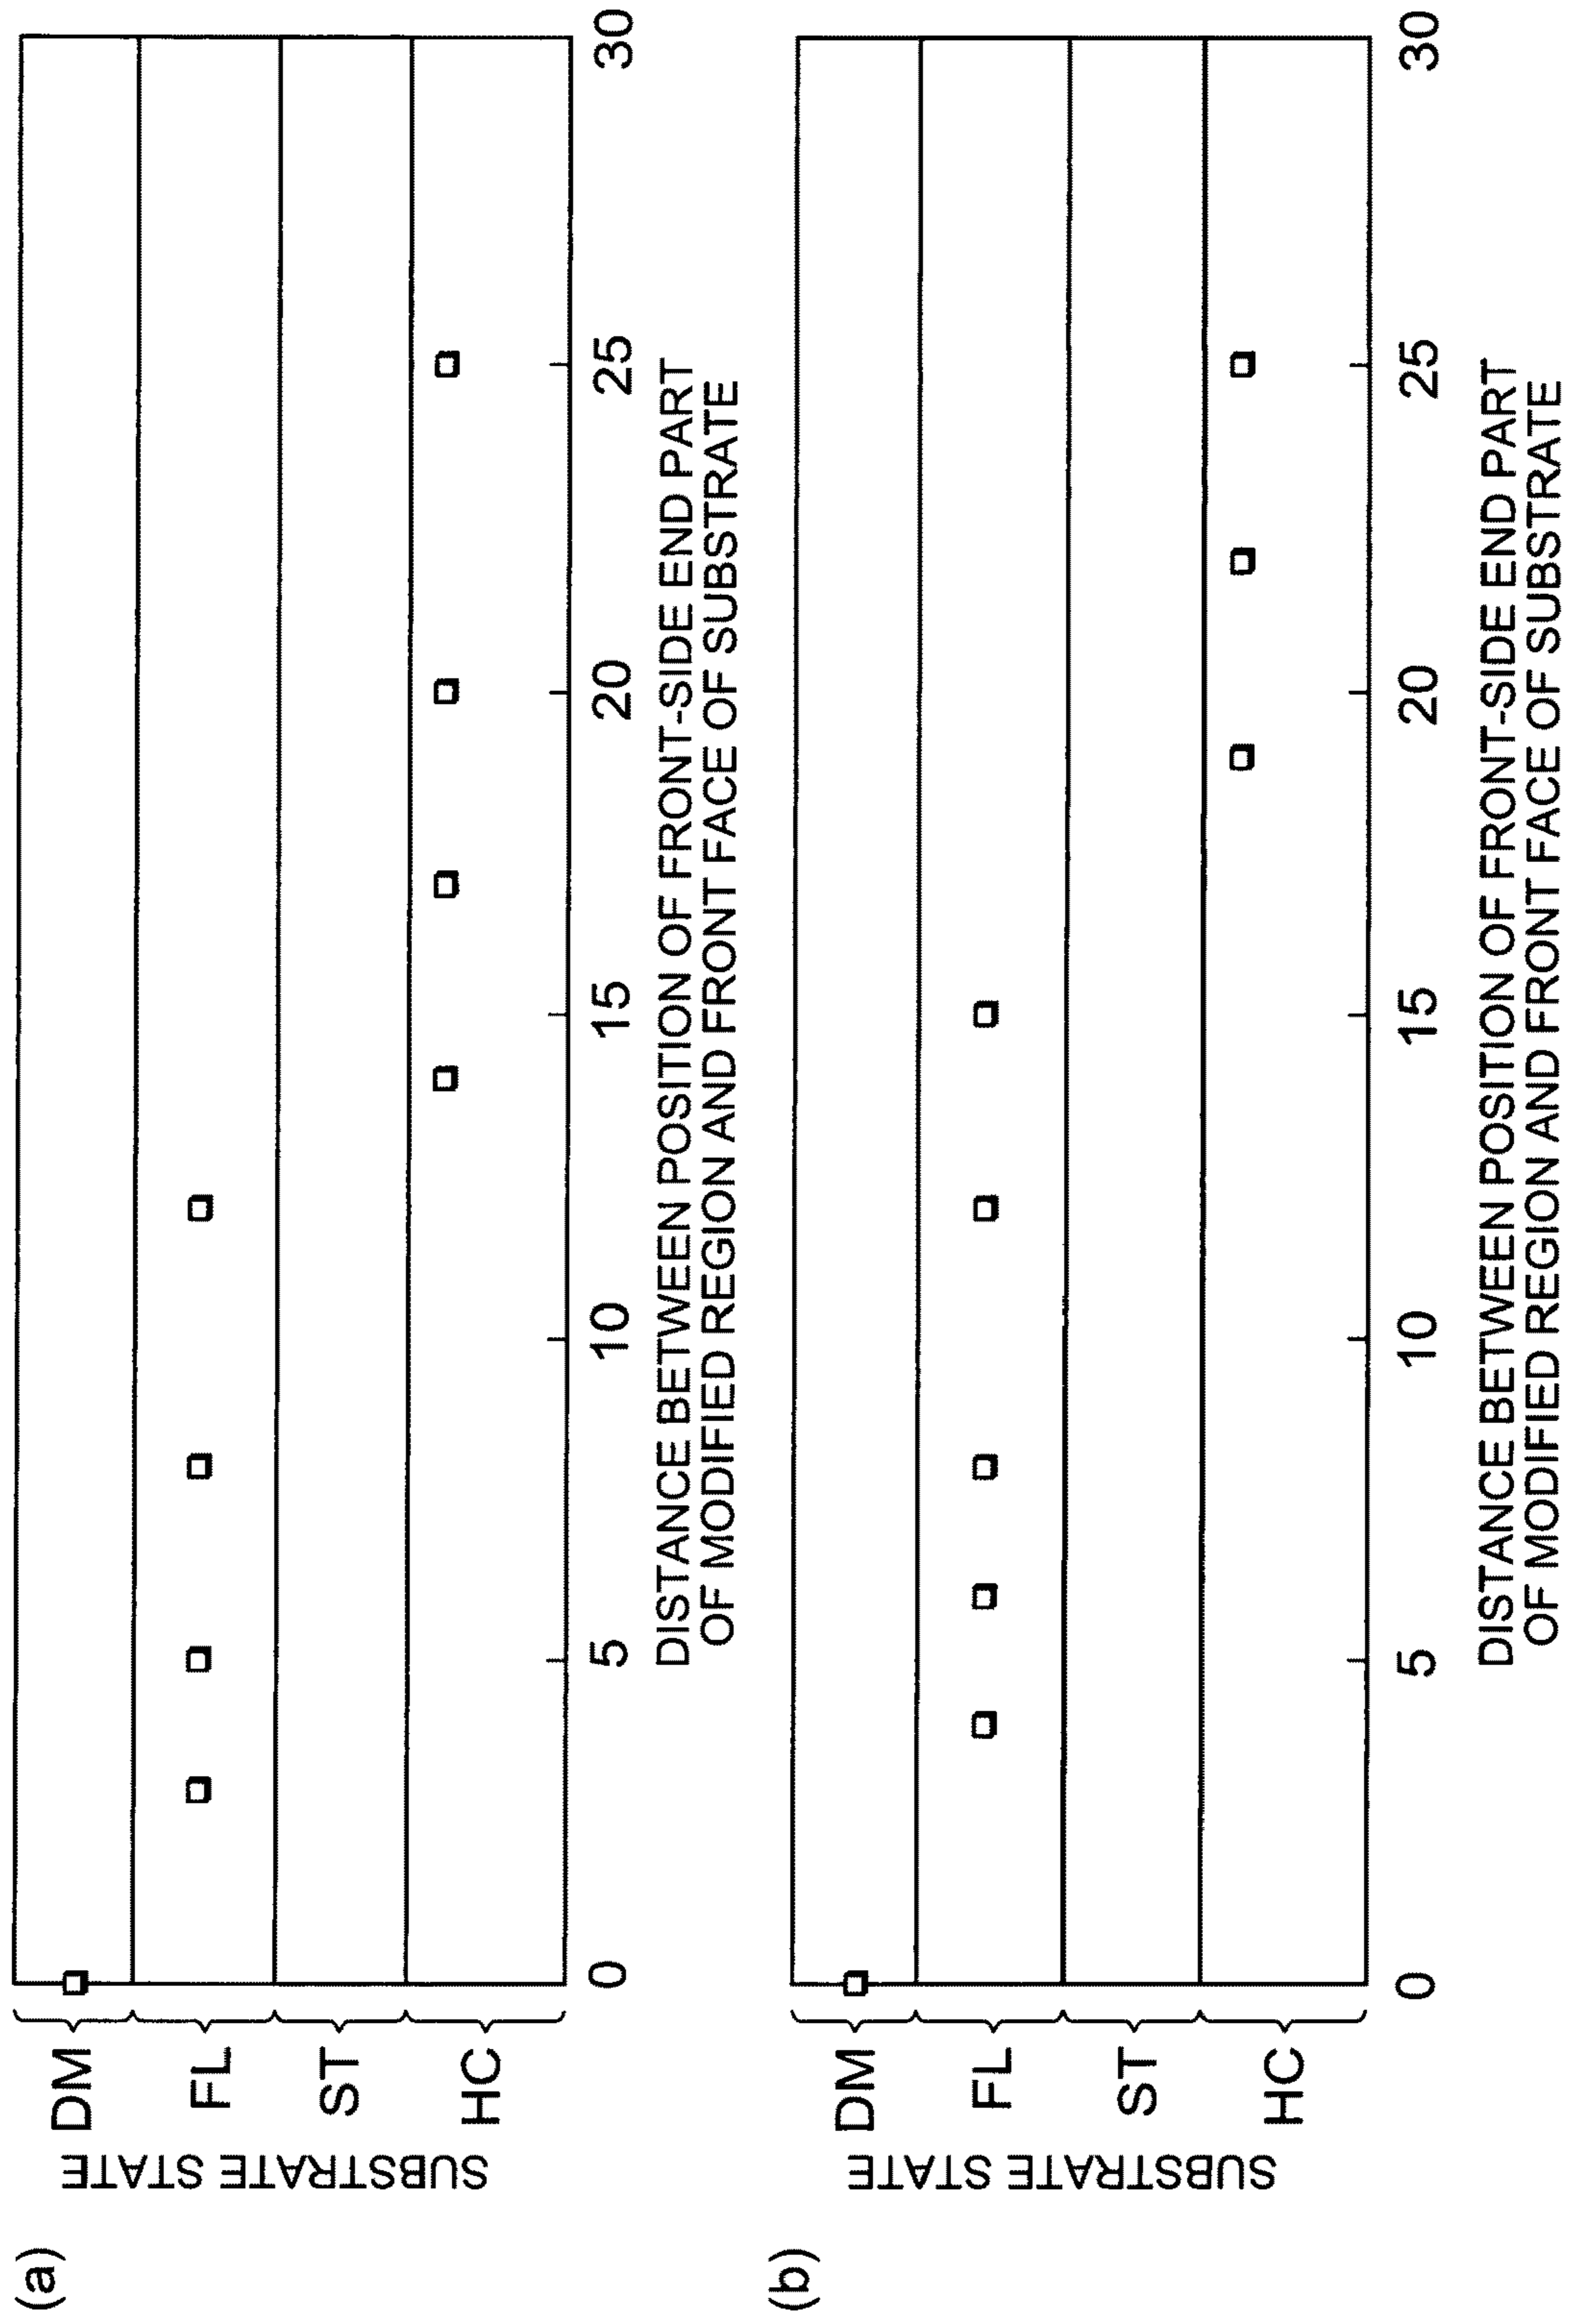 (a)
SUBSTRATE STATE
DM
FL
ST
HC
0 5 10 15 20 25 30
DISTANCE BETWEEN POSITION OF FRONT-SIDE END PART
OF MODIFIED REGION AND FRONT FACE OF SUBSTRATE
(b)
SUBSTRATE STATE
DM
FL
ST
HC
0 5 10 15 20 25 30
DISTANCE BETWEEN POSITION OF FRONT-SIDE END PART
OF MODIFIED REGION AND FRONT FACE OF SUBSTRATE